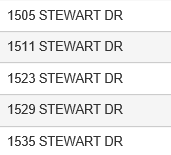 1505 STEWART DR
1511 STEWART DR
1523 STEWART DR
1529 STEWART DR
1535 STEWART DR